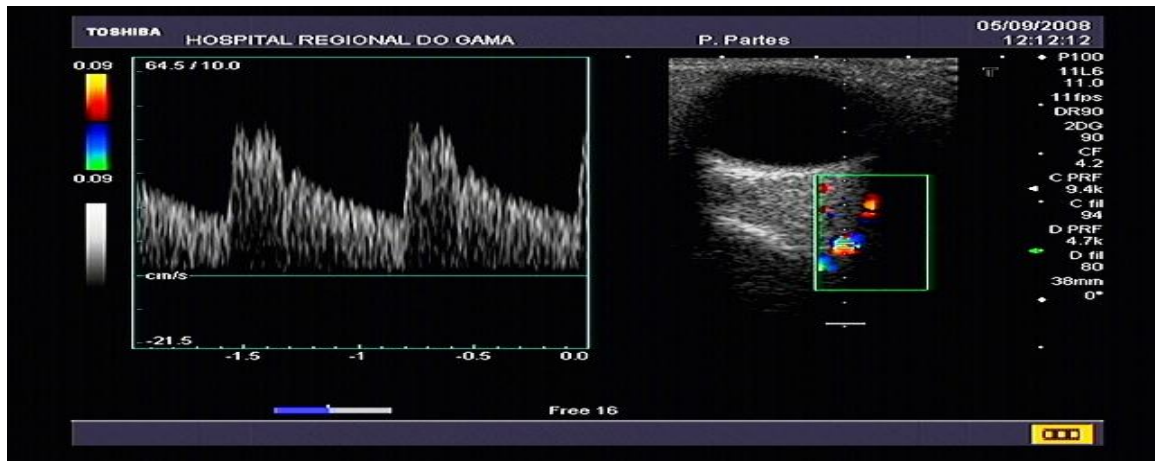 TOSHIBA
HOSPITAL REGIONAL DO GAMA
P. Partes
05/09/2008
12:12:12
0.09
0.09
64.5 / 10.0
cm/s
-21.5
-1.5 -1 -0.5 0.0
T
P100
11L6
11.0
11fps
DR90
2DG
90
CF
4.2
C PRF
9.4k
C fil
94
D PRF
4.7k
D fil
80
38mm
0°
Free 16